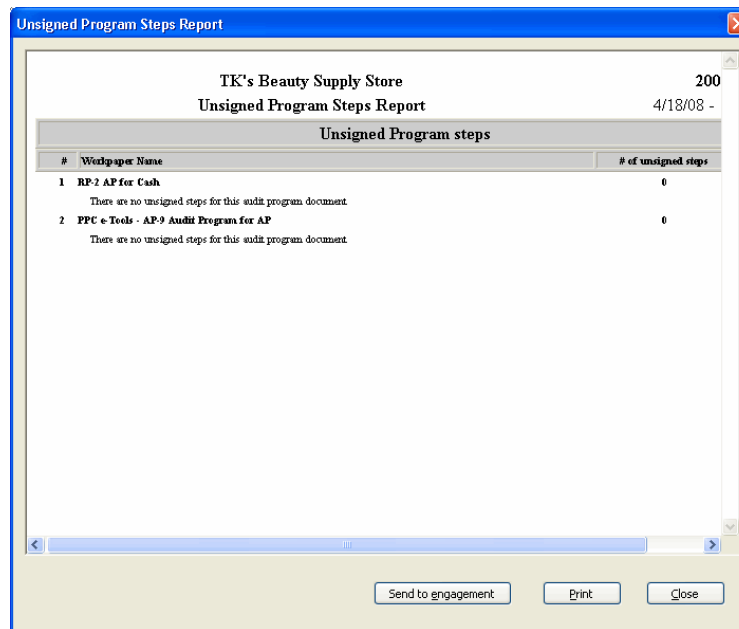 Unsigned Program Steps Report
TK's Beauty Supply Store 200
Unsigned Program Steps Report 4/18/08 -
Unsigned Program steps
# Workpaper Name # of unsigned steps
1 RP-2 AP for Cash 0
There are no unsigned steps for this audit program document
2 PPC e-Tools - AP-9 Audit Program for AP 0
There are no unsigned steps for this audit program document
Send to engagement Print Close